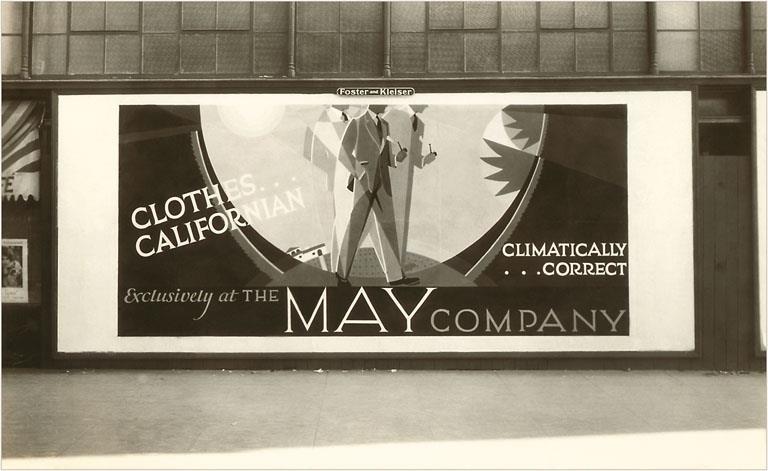 Foster and Kleiser
CLOTHES...
CALIFORNIAN
CLIMATICALLY
...CORRECT
Exclusively at THE MAY COMPANY